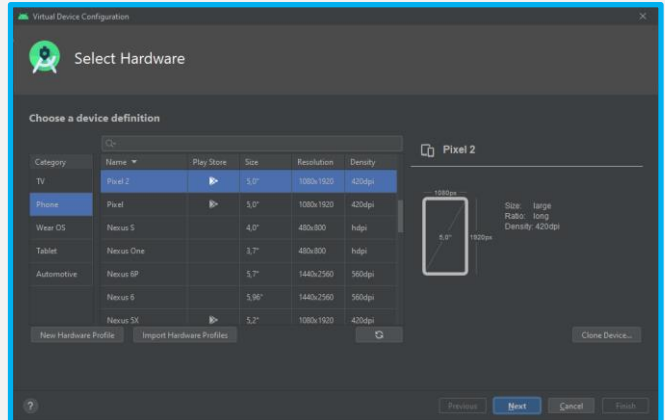 Virtual Device Configuration
Select Hardware
Choose a device definition
Category
TV
Phone
Wear OS
Tablet
Automotive
Name Play Store Size Resolution Density
Pixel 2 5,0" 1080x1920 420dpi
Pixel 5,0" 1080x1920 420dpi
Nexus S 4,0" 480x800 hdpi
Nexus One 3,7" 480x800 hdpi
Nexus 6P 5,7" 1440x2560 560dpi
Nexus 6 5,96" 1440x2560 560dpi
Nexus 5X 5,2" 1080x1920 420dpi
New Hardware Profile Import Hardware Profiles
Pixel 2
1080px
5,0"
1920px
Size: large
Ratio: long
Density: 420dpi
Clone Device...
? Previous Next Cancel Finish